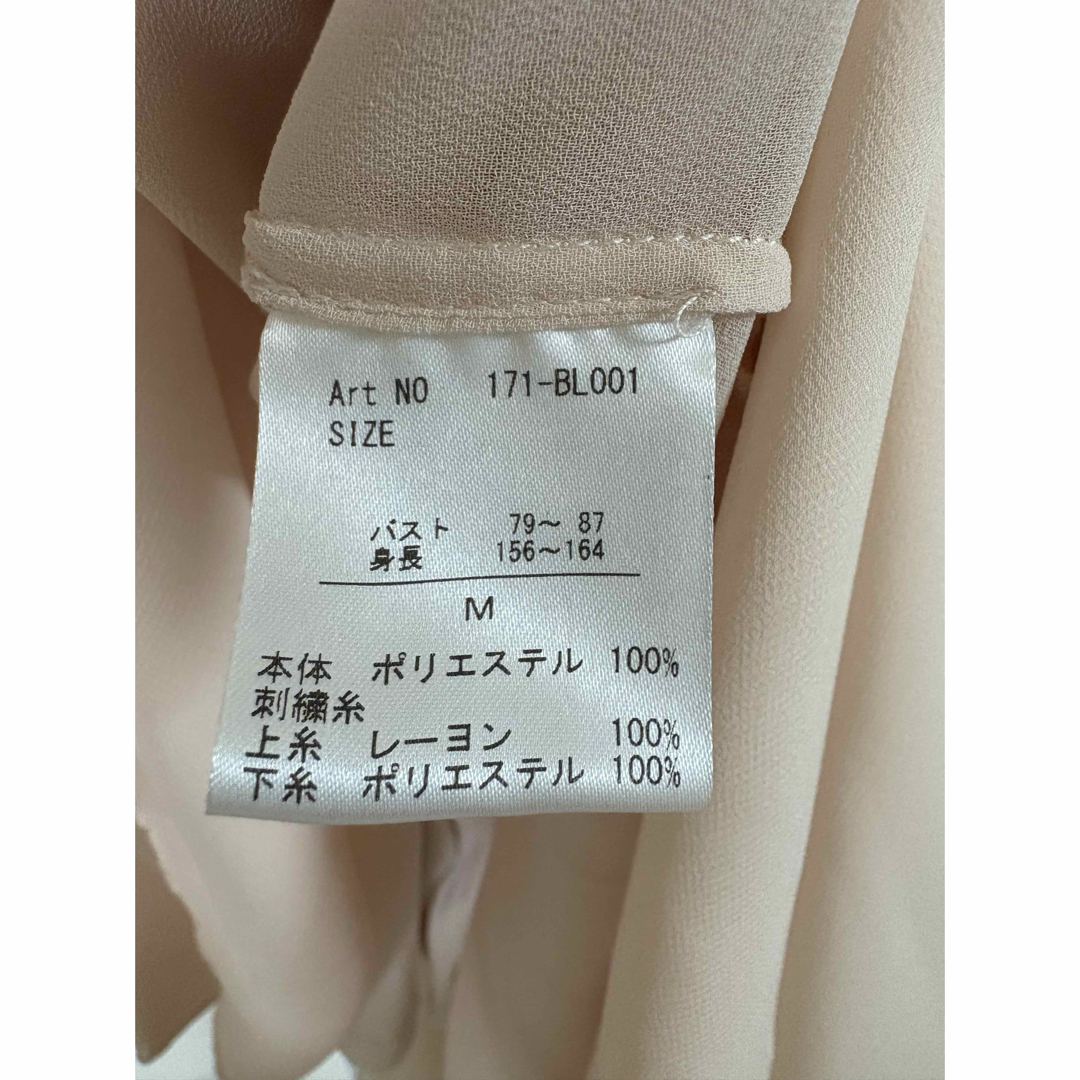 Art NO 171-BL001
SIZE
バスト 79～ 87
身長 156～164
M
本体 ポリエステル 100%
刺繍糸
上糸 レーヨン 100%
下糸 ポリエステル 100%